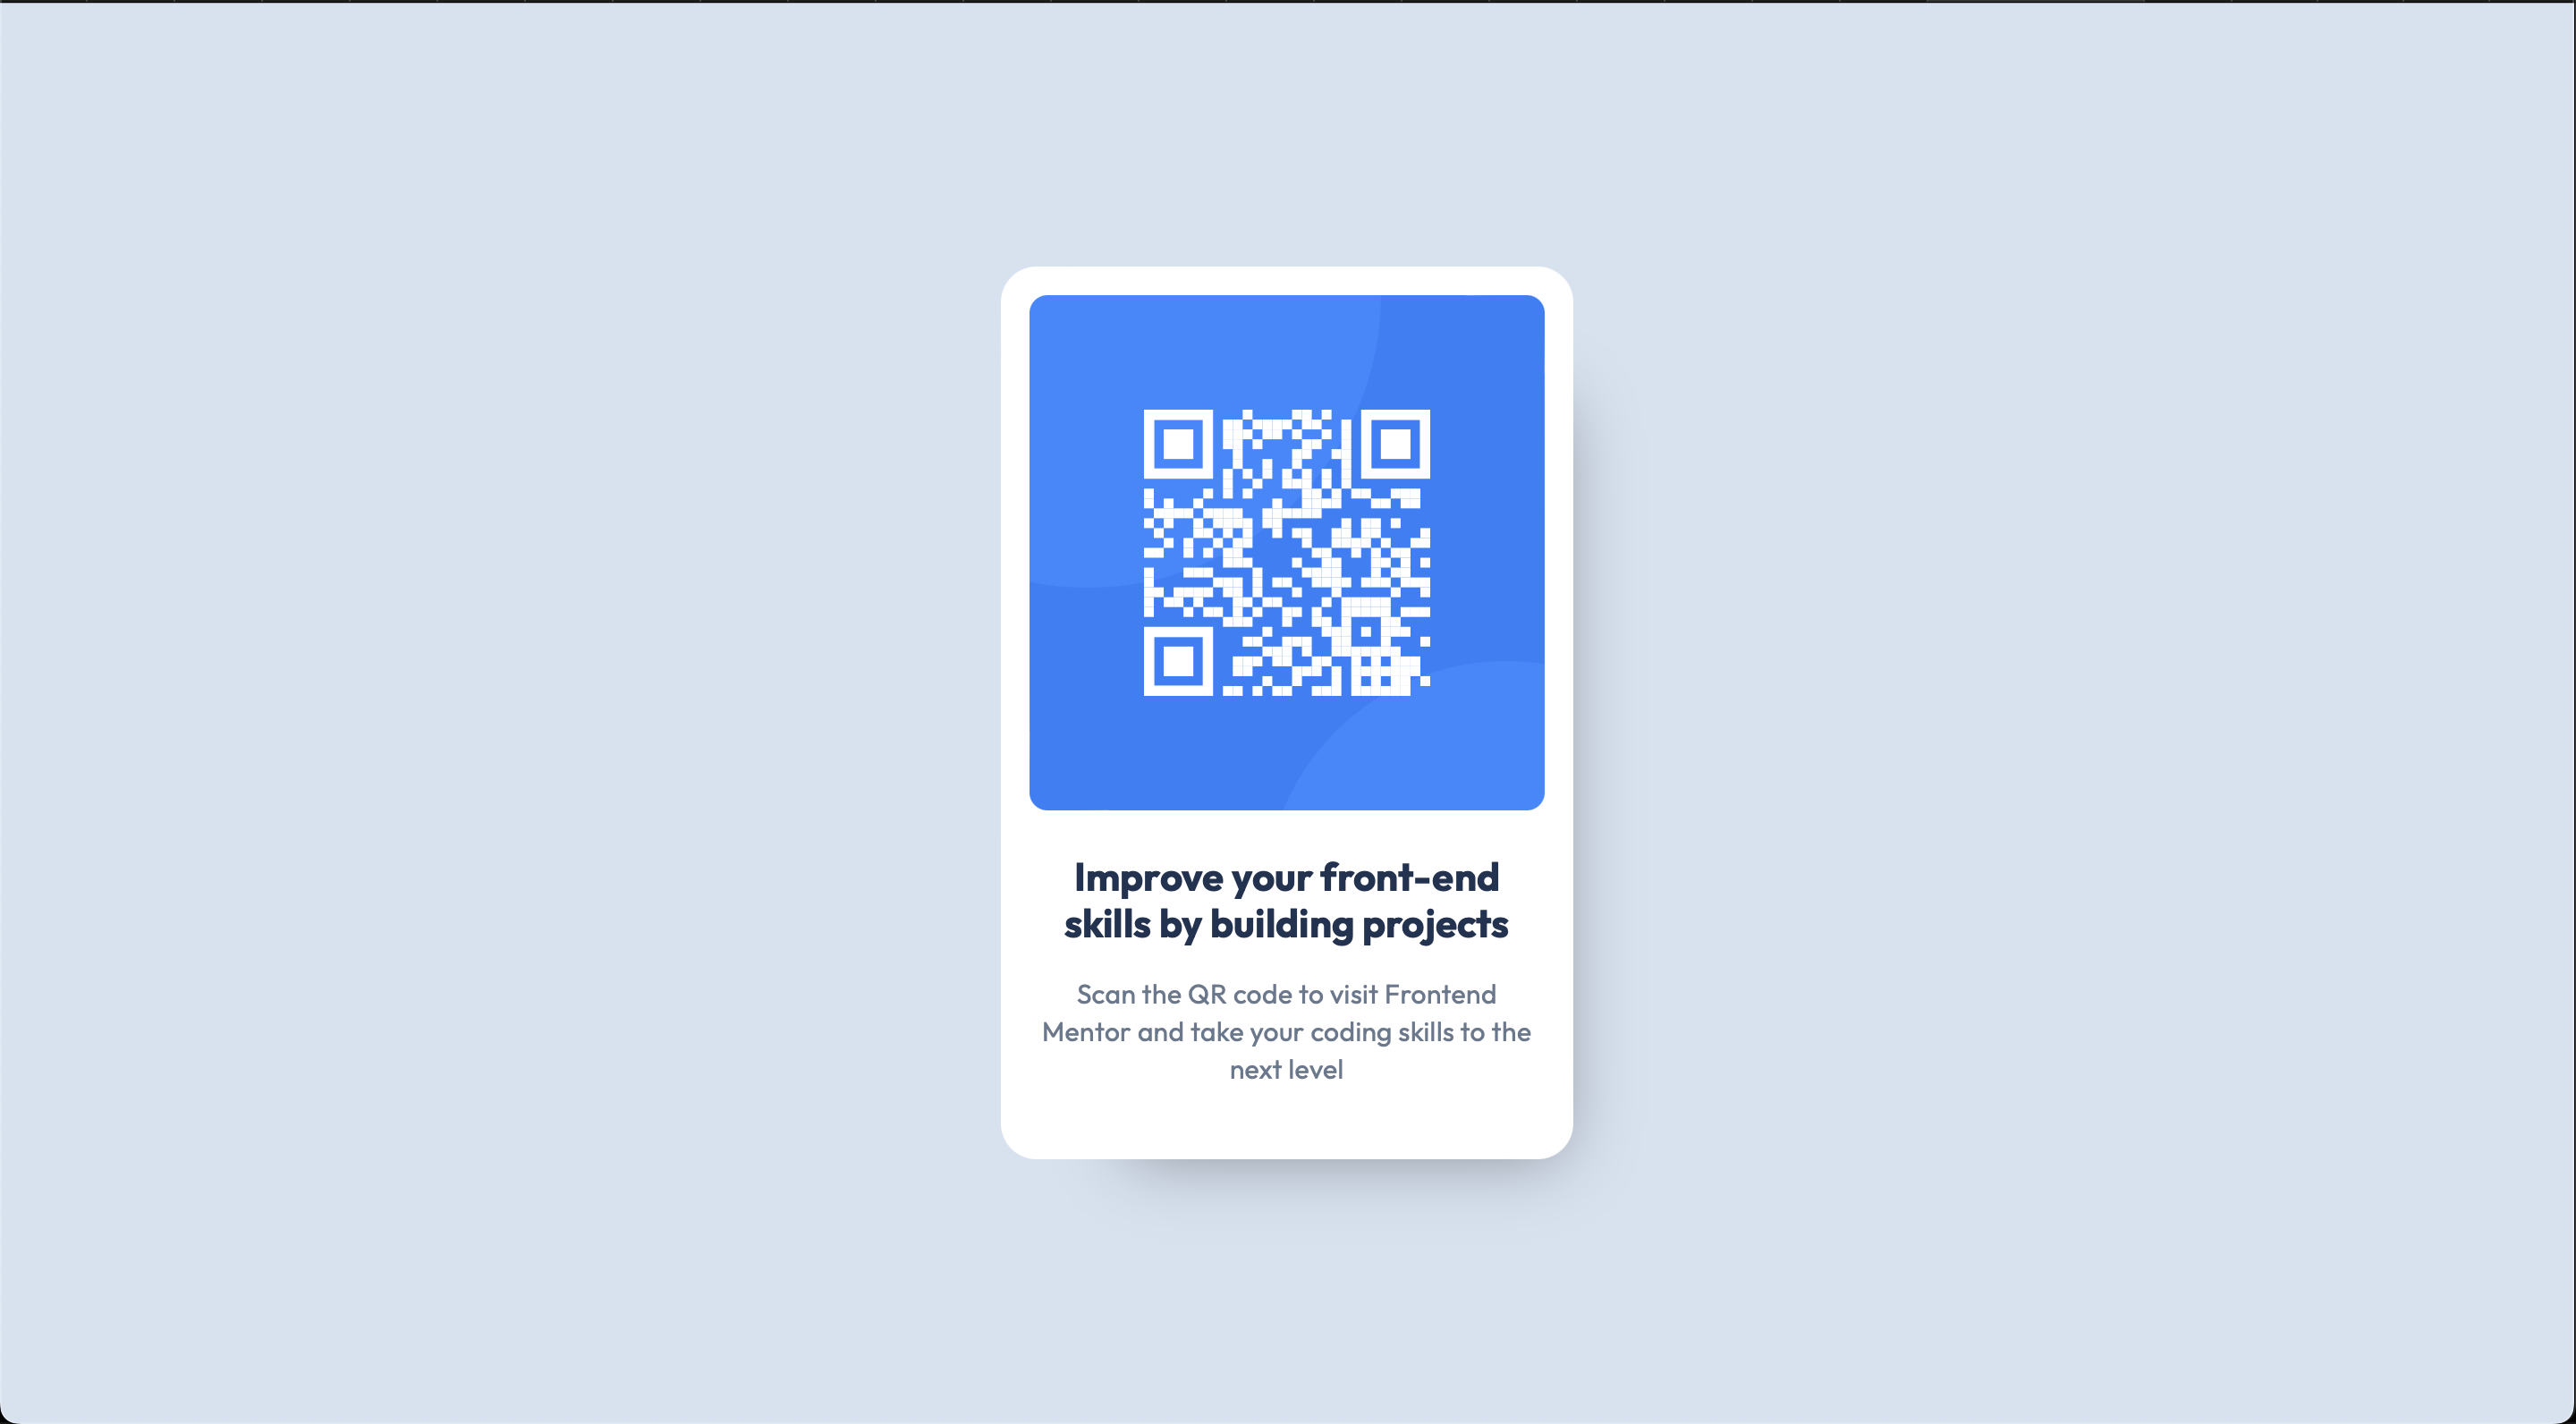 Improve your front-end
skills by building projects
Scan the QR code to visit Frontend
Mentor and take your coding skills to the
next level